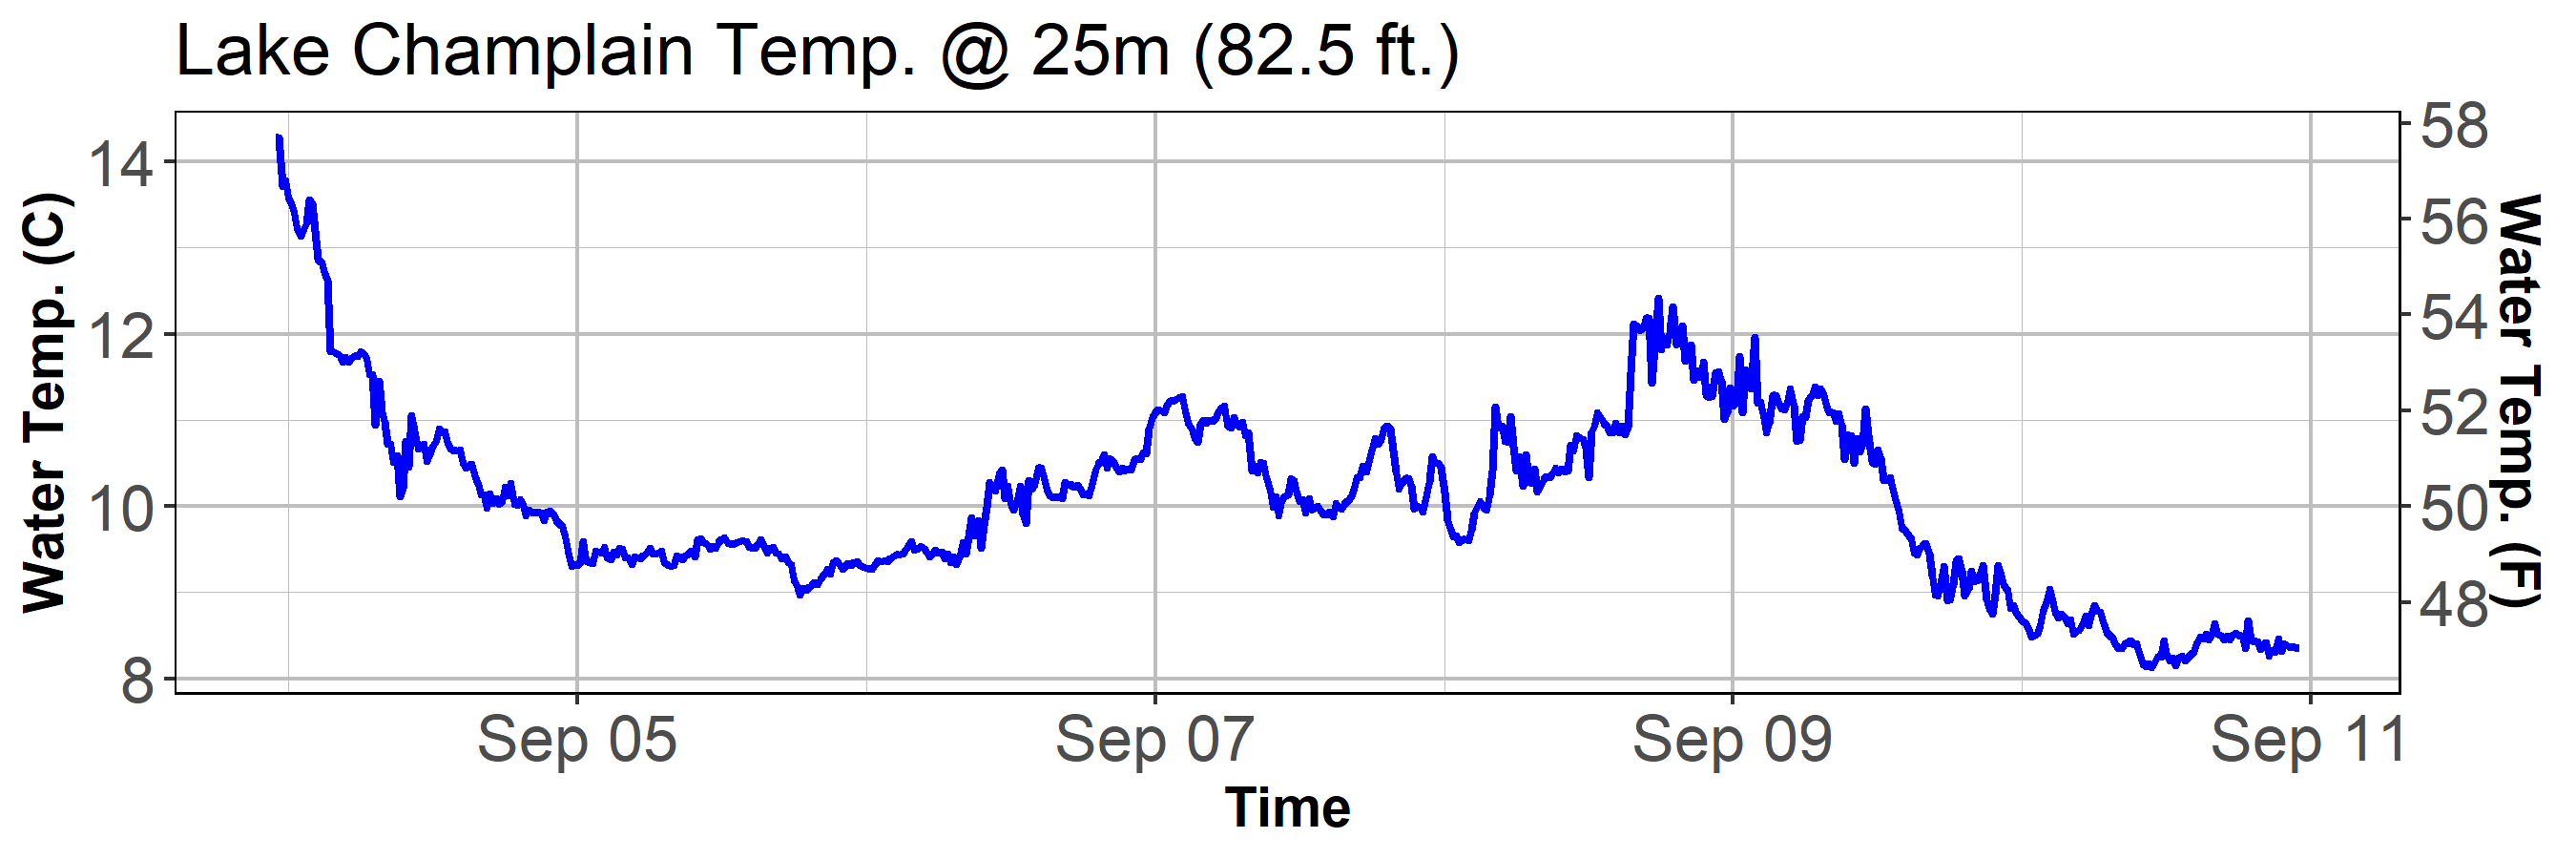 Lake Champlain Temp. @ 25m (82.5 ft.)
Water Temp. (C)
14
12
10
8
58
56
54
52
50
48
Water Temp. (F)
Sep 05
Sep 07
Sep 09
Sep 11
Time